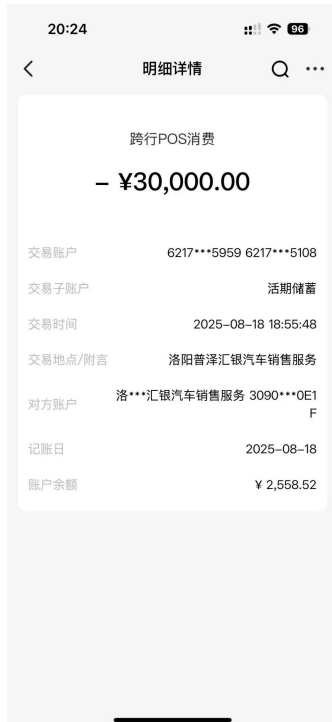 20:24
96
明细详情
跨行POS消费
– ¥30,000.00
交易账户 6217***5959 6217***5108
交易子账户 活期储蓄
交易时间 2025–08–18 18:55:48
交易地点/附言 洛阳普泽汇银汽车销售服务
对方账户 洛***汇银汽车销售服务 3090***0E1
F
记账日 2025–08–18
账户余额 ¥ 2,558.52